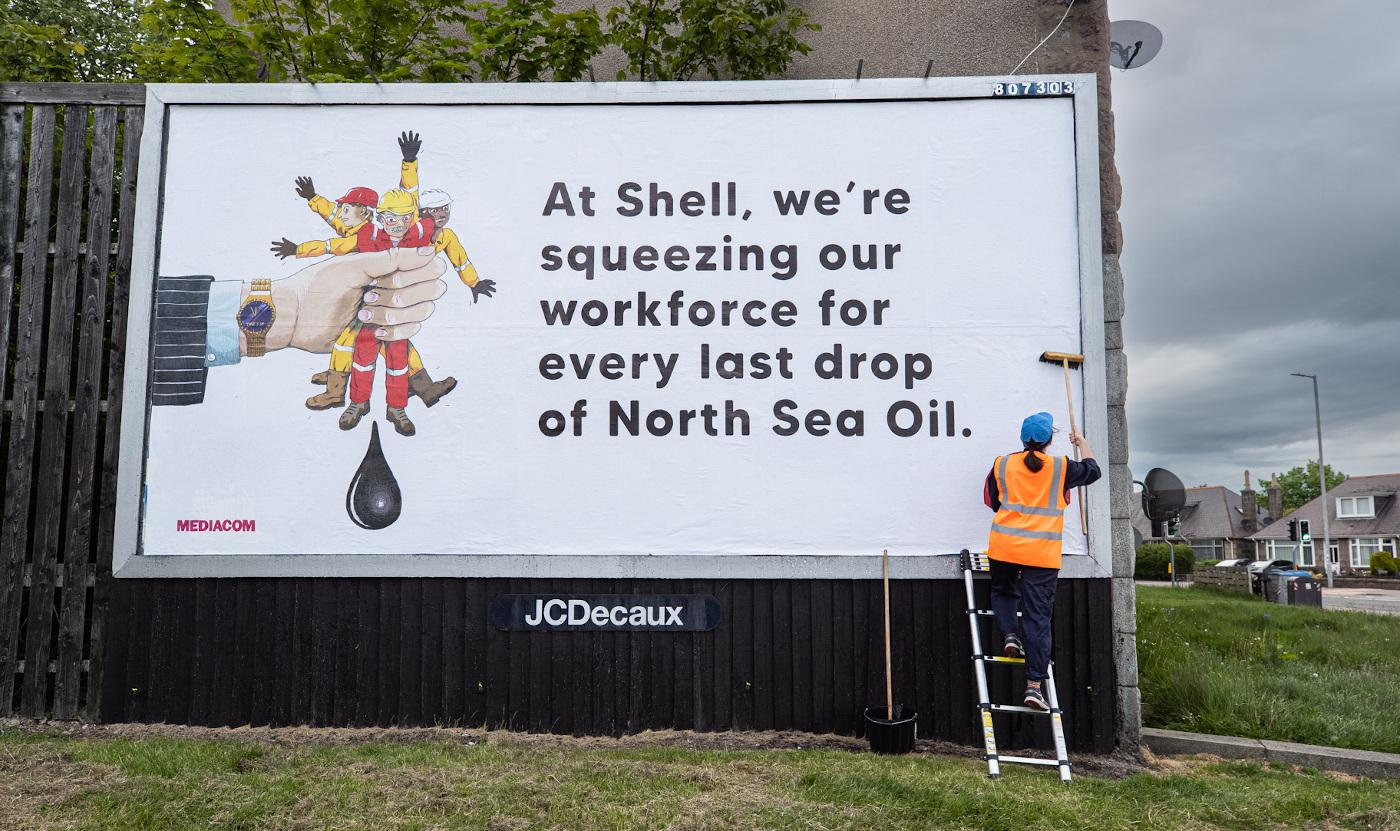 807303
At Shell, we’re
squeezing our
workforce for
every last drop
of North Sea Oil.
MEDIACOM
JCDecaux